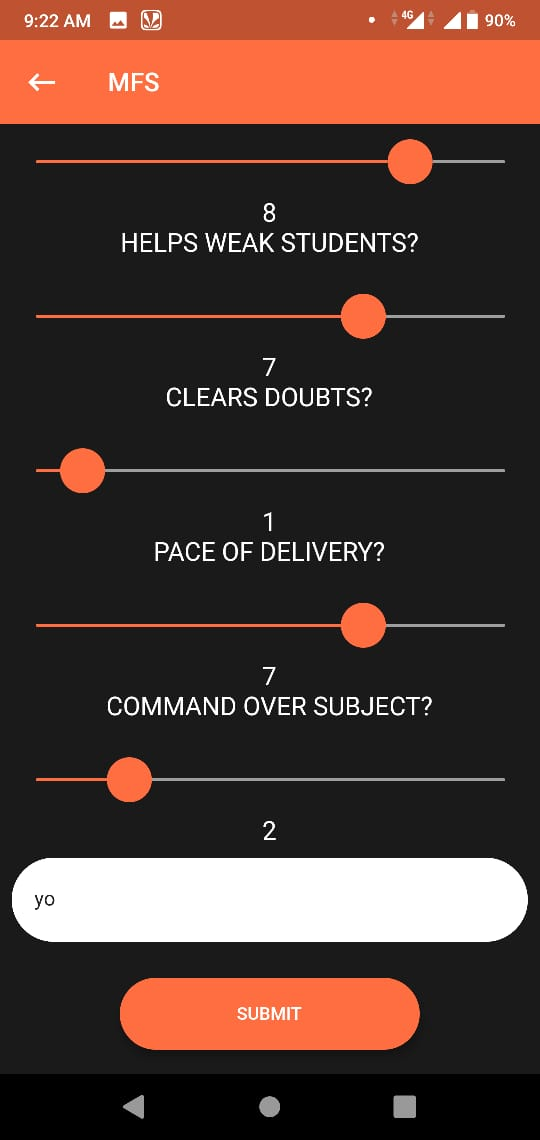 9:22 AM 4G 90%
MFS
8
HELPS WEAK STUDENTS?
7
CLEARS DOUBTS?
1
PACE OF DELIVERY?
7
COMMAND OVER SUBJECT?
2
yo
SUBMIT